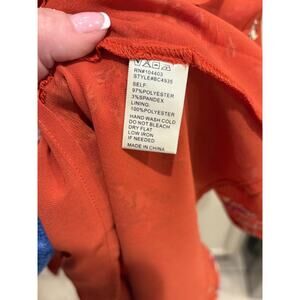 RN#104403
STYLE#BC4935
SELF:
97%POLYESTER
3%SPANDEX
LINING:
100%POLYESTER
HAND WASH COLD
DO NOT BLEACH
DRY FLAT
LOW IRON
IF NEEDED
MADE IN CHINA